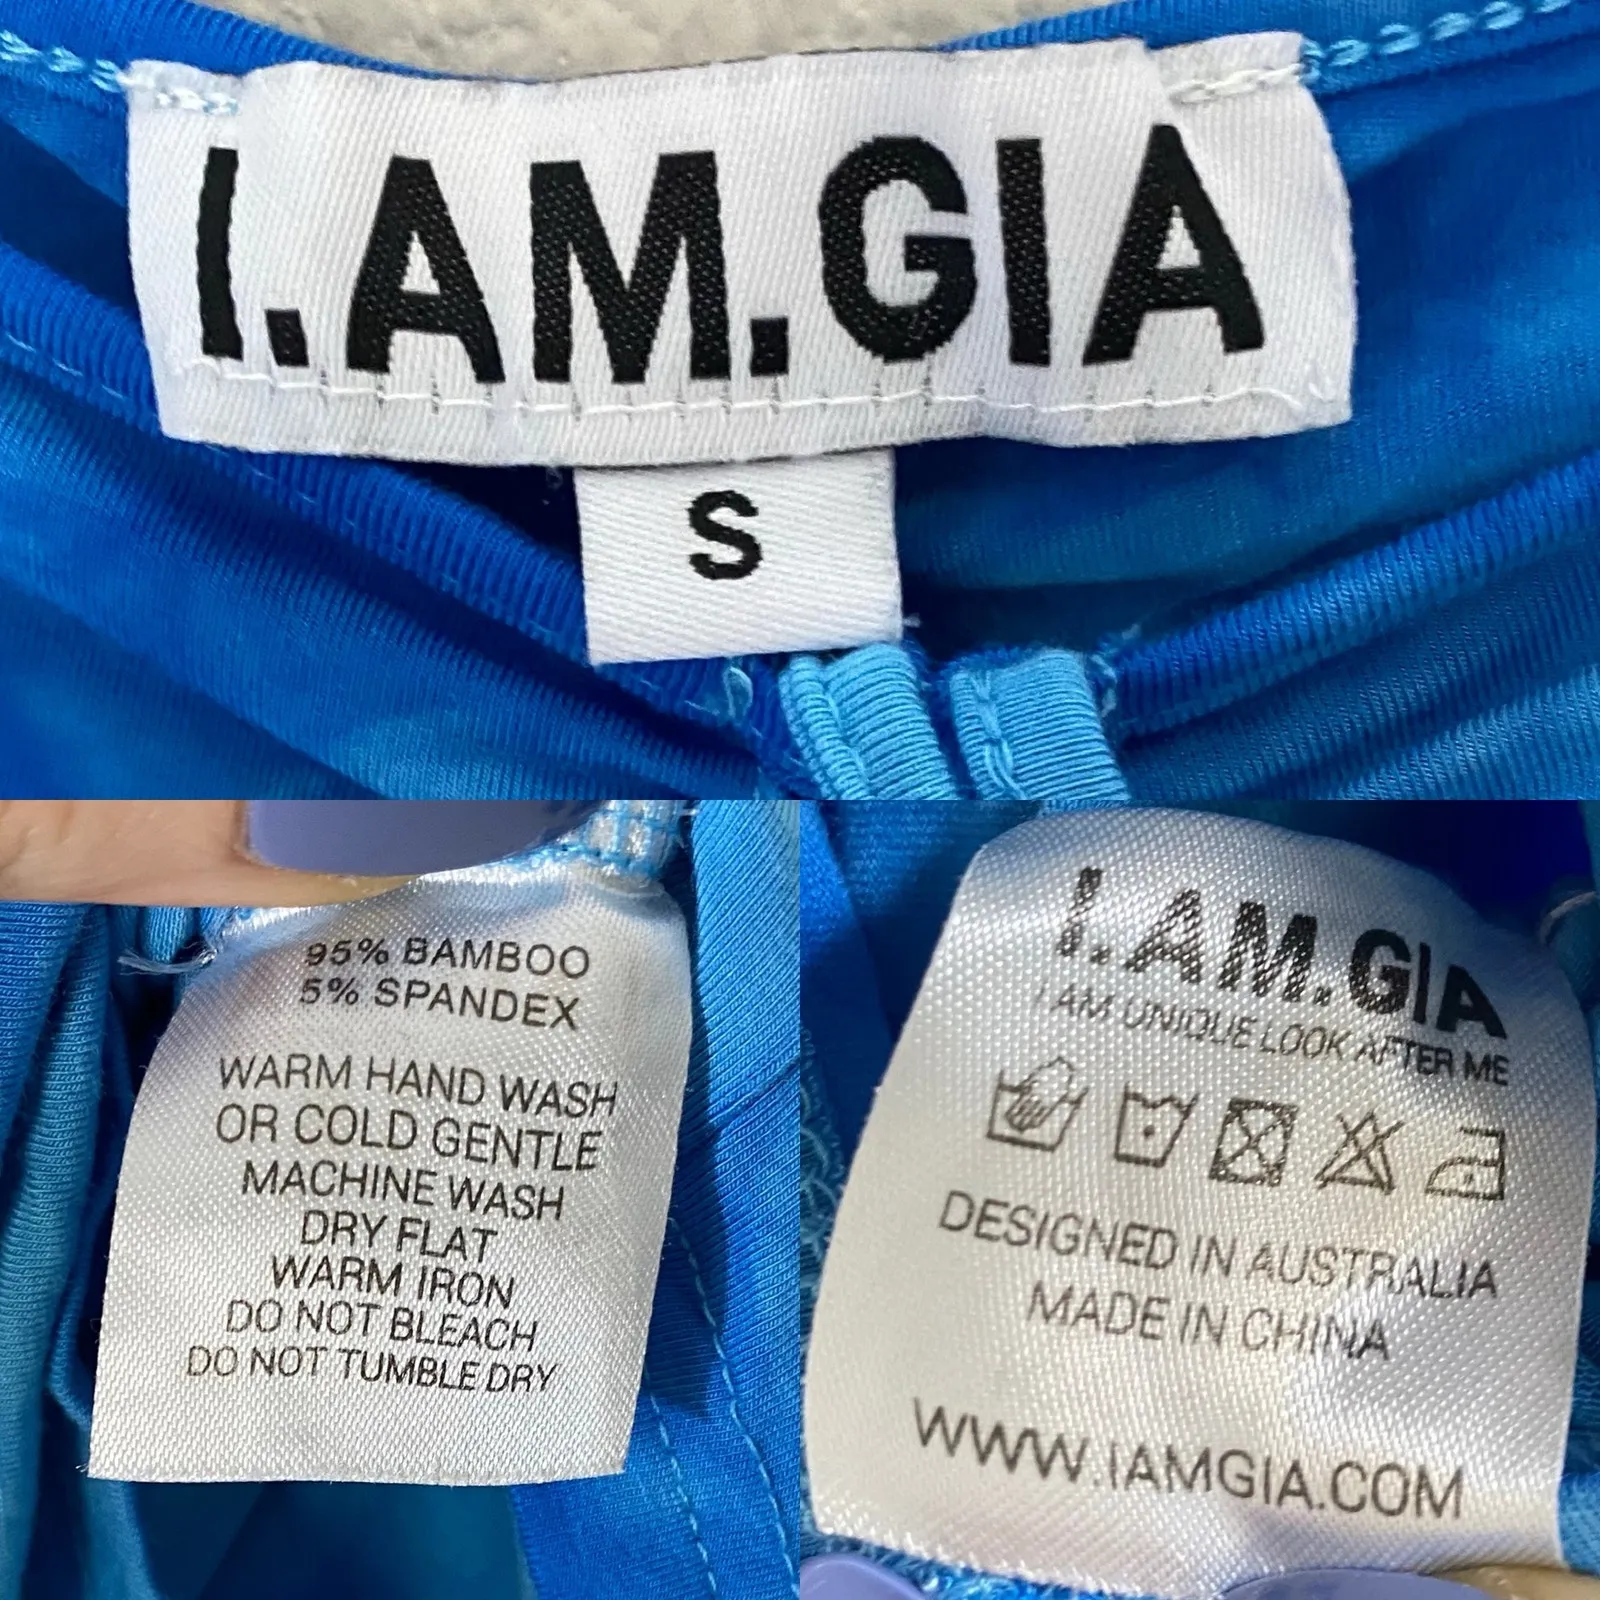 I.AM.GIA
S
95% BAMBOO
5% SPANDEX
WARM HAND WASH
OR COLD GENTLE
MACHINE WASH
DRY FLAT
WARM IRON
DO NOT BLEACH
DO NOT TUMBLE DRY
I.AM.GIA
I AM UNIQUE LOOK AFTER ME
DESIGNED IN AUSTRALIA
MADE IN CHINA
WWW.IAMGIA.COM